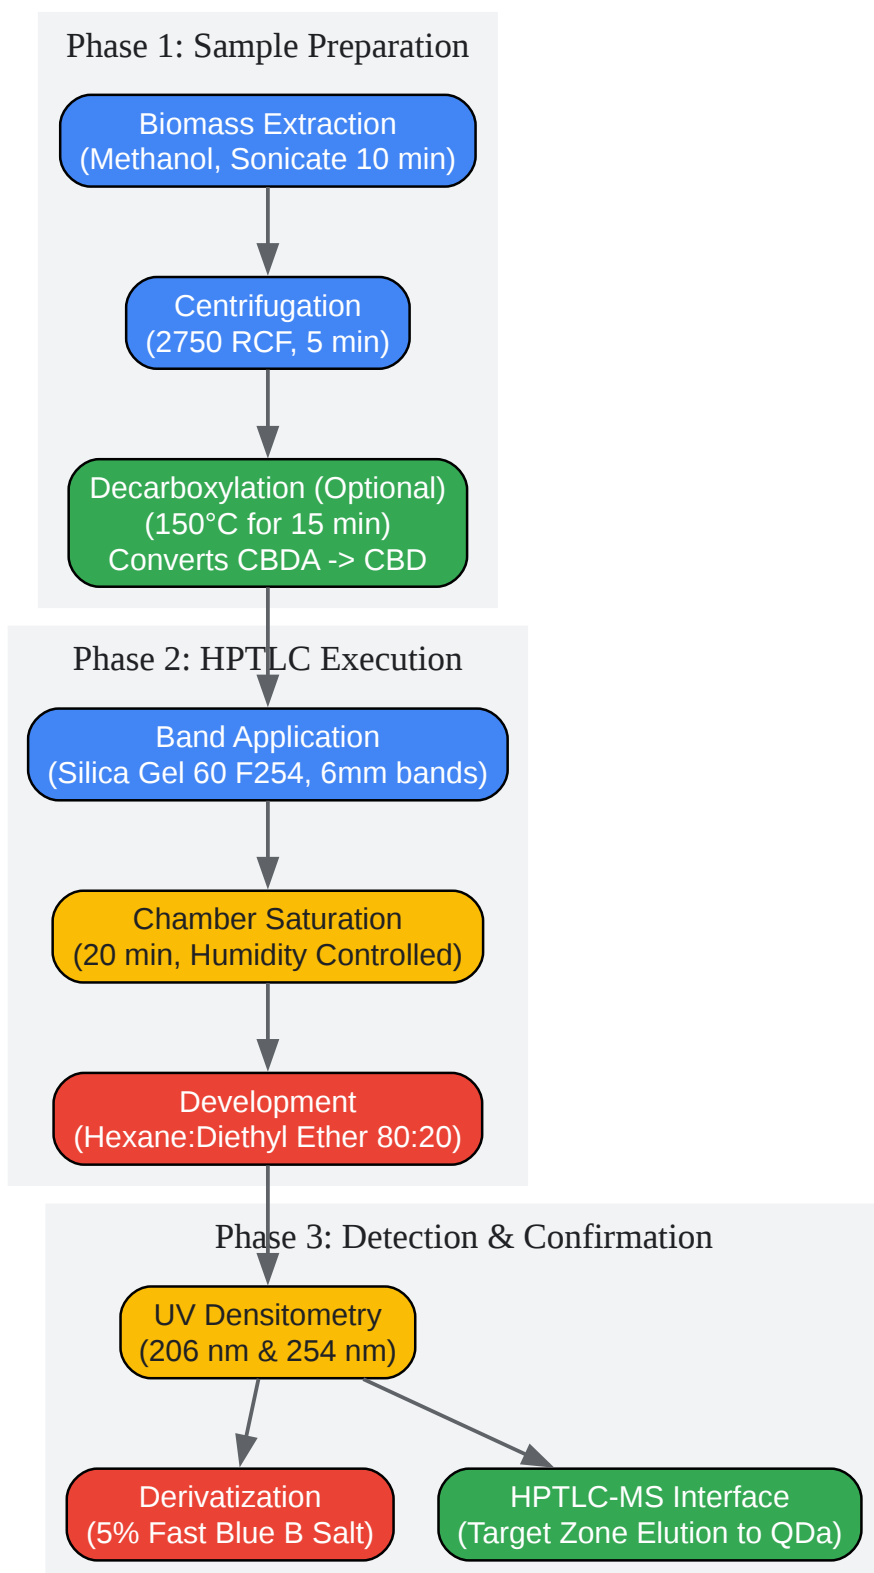 Phase 1: Sample Preparation
Biomass Extraction
(Methanol, Sonicate 10 min)
Centrifugation
(2750 RCF, 5 min)
Decarboxylation (Optional)
(150°C for 15 min)
Converts CBDA -> CBD
Phase 2: HPTLC Execution
Band Application
(Silica Gel 60 F254, 6mm bands)
Chamber Saturation
(20 min, Humidity Controlled)
Development
(Hexane:Diethyl Ether 80:20)
Phase 3: Detection & Confirmation
UV Densitometry
(206 nm & 254 nm)
Derivatization
(5% Fast Blue B Salt)
HPTLC-MS Interface
(Target Zone Elution to QDa)